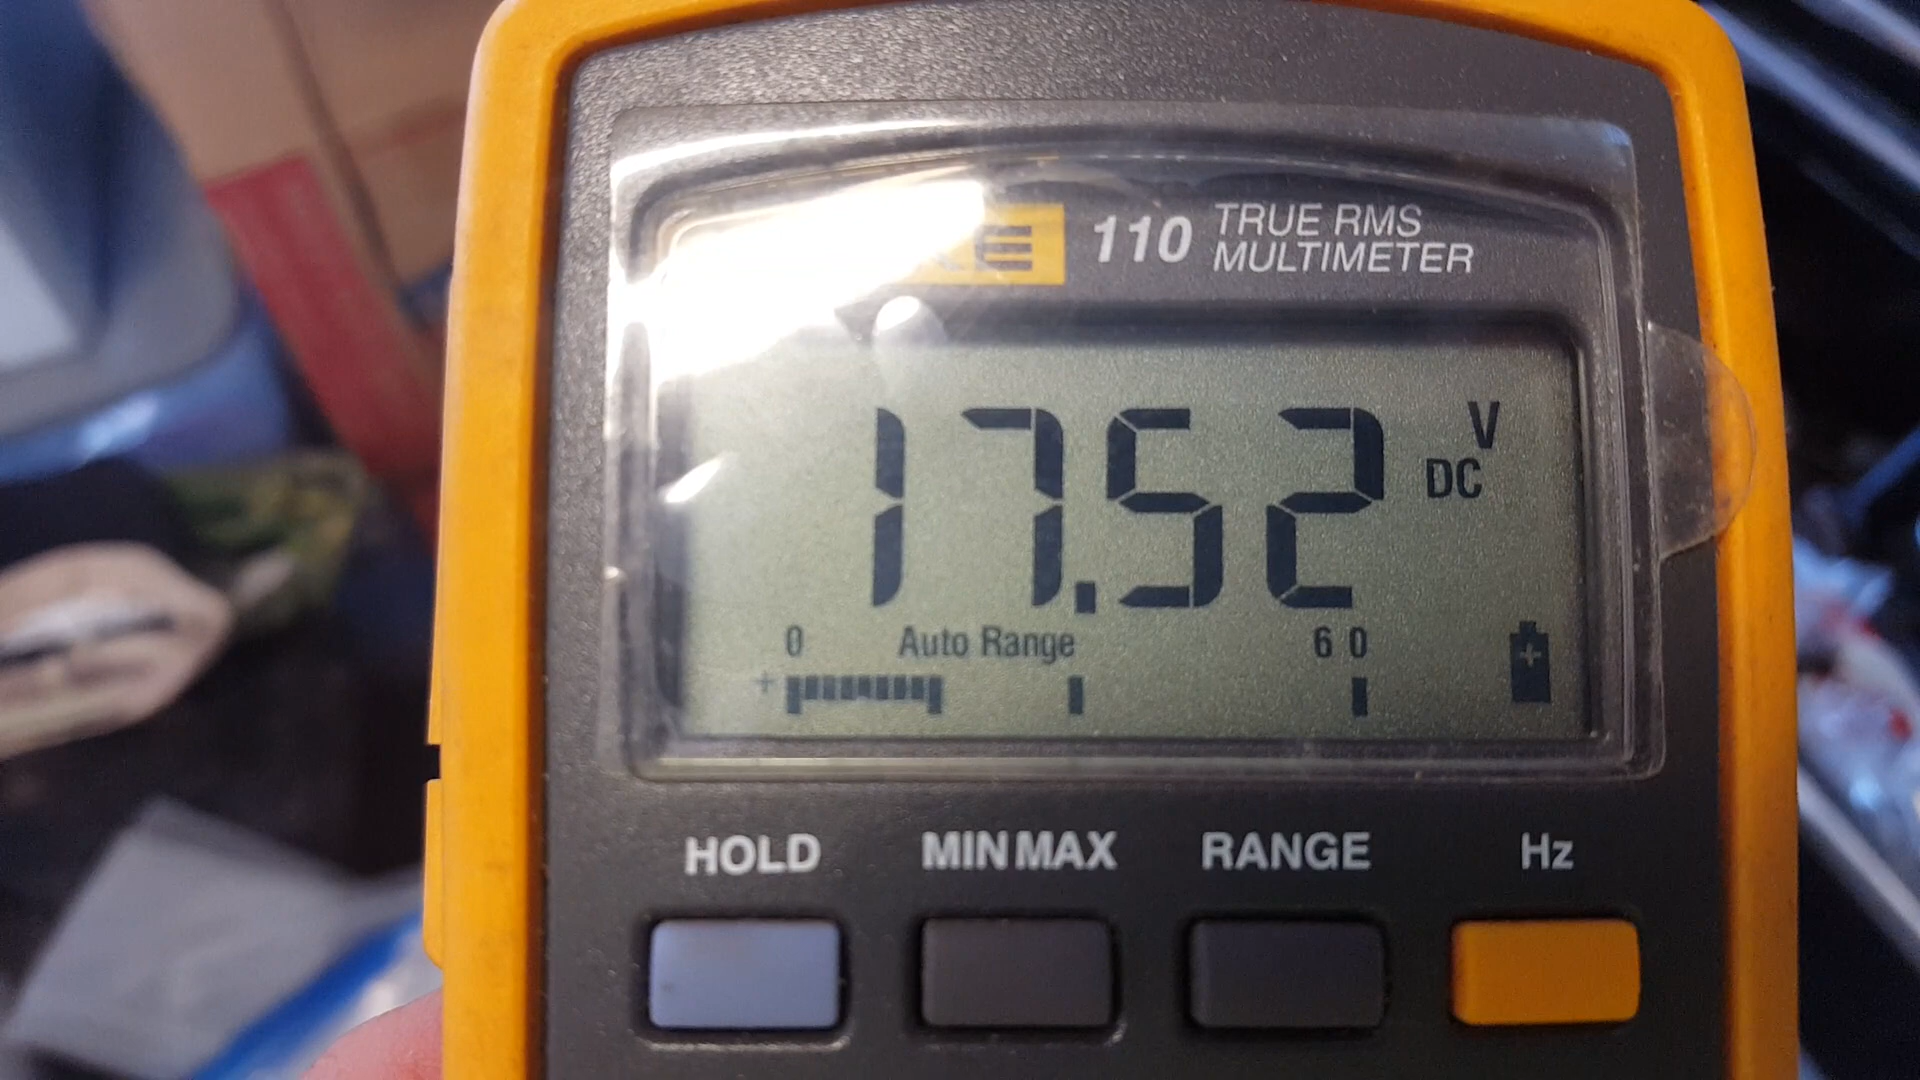 110 TRUE RMS
MULTIMETER
17.52 V
DC
0 Auto Range 60
+
HOLD MIN MAX RANGE Hz